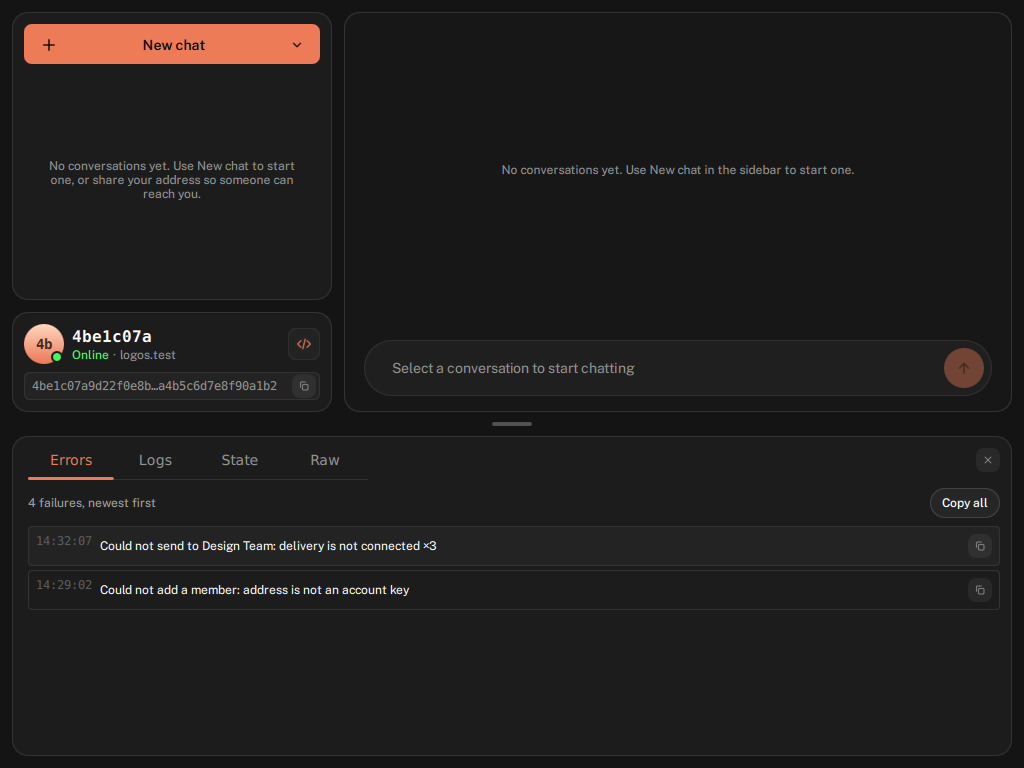 New chat
No conversations yet. Use New chat to start
one, or share your address so someone can
reach you.
No conversations yet. Use New chat in the sidebar to start one.
4b
4be1c07a
Online · logos.test
4be1c07a9d22f0e8b…a4b5c6d7e8f90a1b2
Select a conversation to start chatting
Errors
Logs
State
Raw
4 failures, newest first
Copy all
14:32:07 Could not send to Design Team: delivery is not connected ×3
14:29:02 Could not add a member: address is not an account key